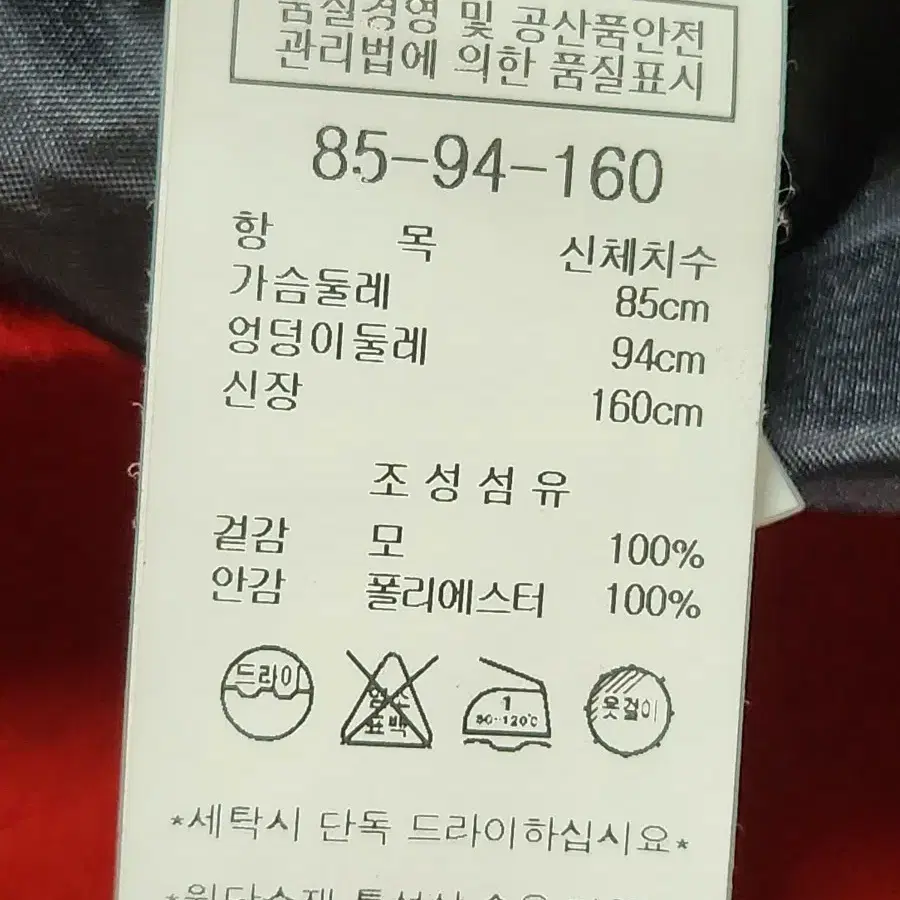 품질경영 및 공산품안전
관리법에 의한 품질표시
85-94-160
항 목 신체치수
가슴둘레 85cm
엉덩이둘레 94cm
신장 160cm
조성섬유
겉감 모 100%
안감 폴리에스터 100%
드라이
염소
표백
1
80~120℃
옷걸이
*세탁시 단독 드라이하십시요*